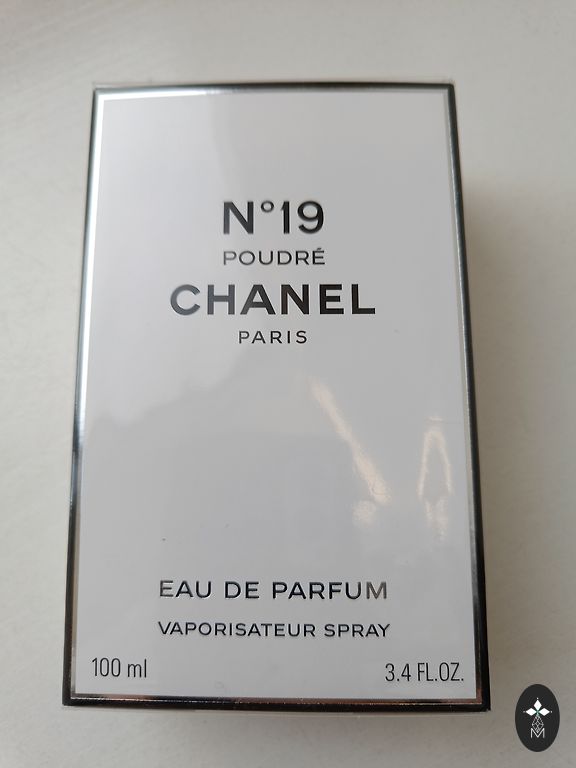 N°19
POUDRÉ
CHANEL
PARIS
EAU DE PARFUM
VAPORISATEUR SPRAY
100 ml
3.4 FL.OZ.
M